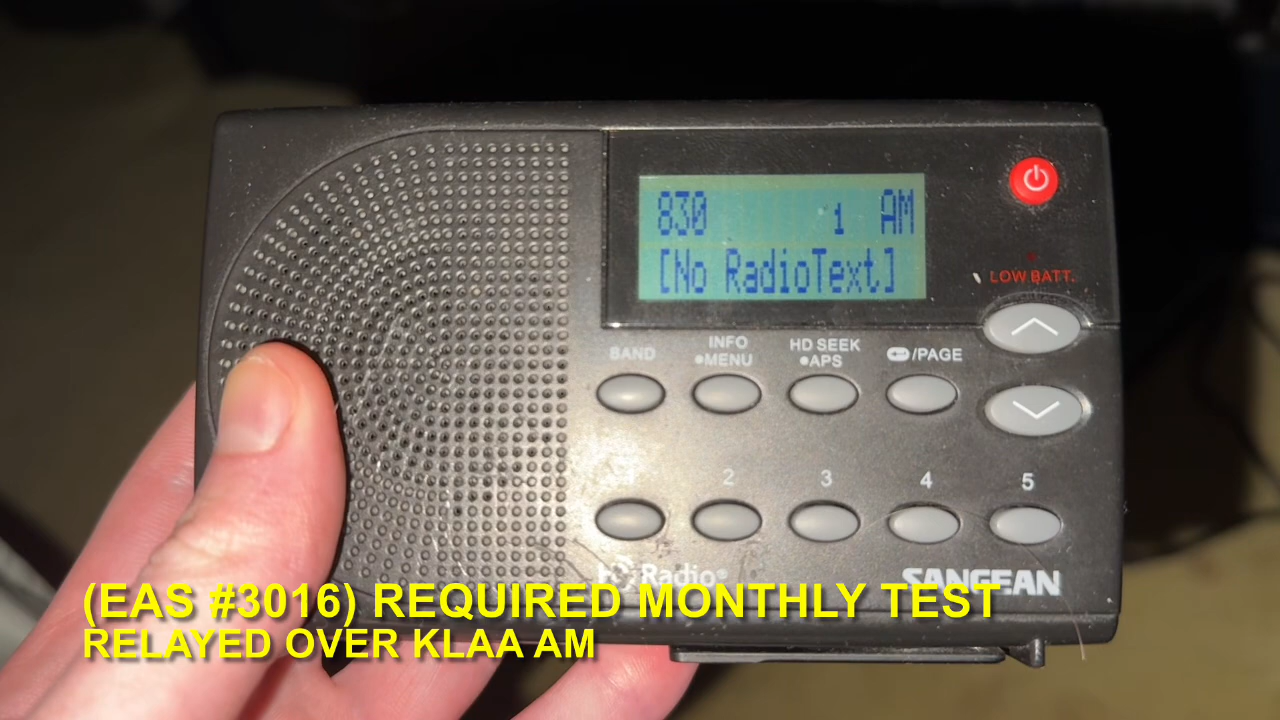 830 1 AM
[No RadioText]
LOW BATT.
BAND
INFO
●MENU
HD SEEK
●APS
/PAGE
2 3 4 5
HD Radio®
SANGEAN
(EAS #3016) REQUIRED MONTHLY TEST
RELAYED OVER KLAA AM